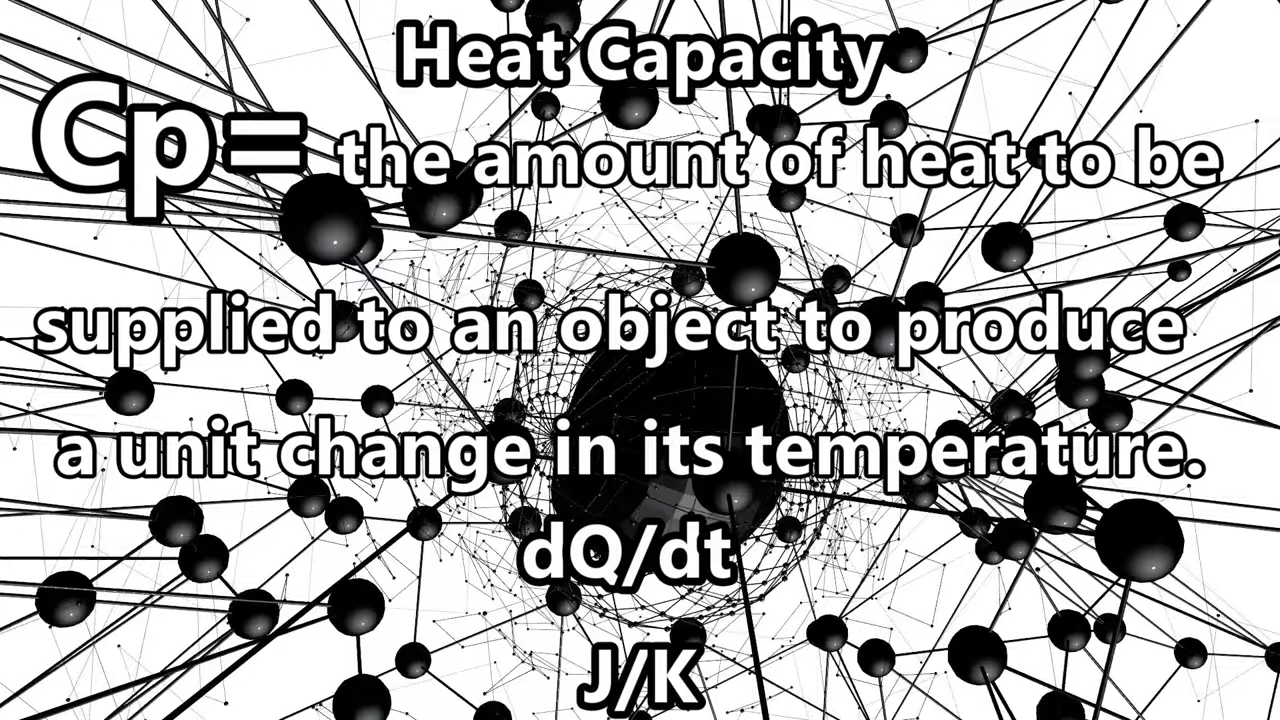 Heat Capacity
Cp= the amount of heat to be
supplied to an object to produce
a unit change in its temperature.
dQ/dt
J/K